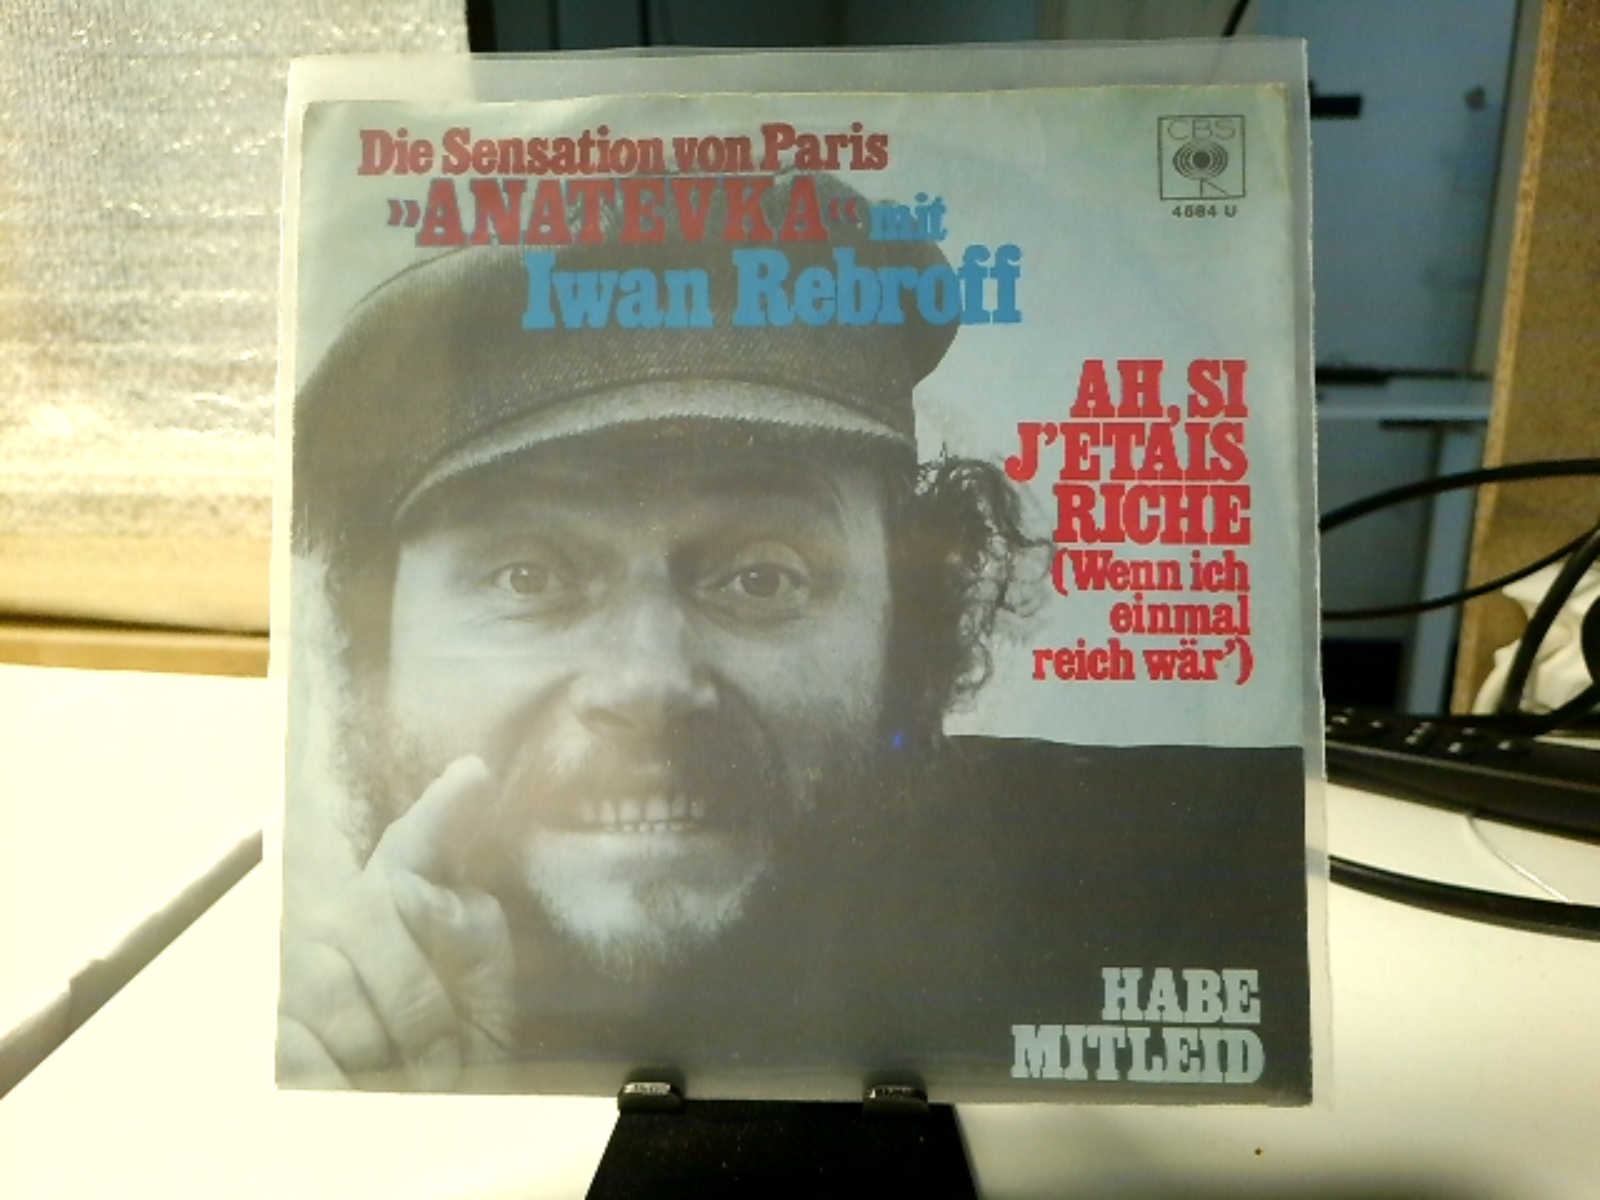 Die Sensation von Paris
»ANATEVKA« mit
Iwan Rebroff
CBS
4684 U
AH, SI
J'ETAIS
RICHE
(Wenn ich
einmal
reich wär')
HABE
MITLEID